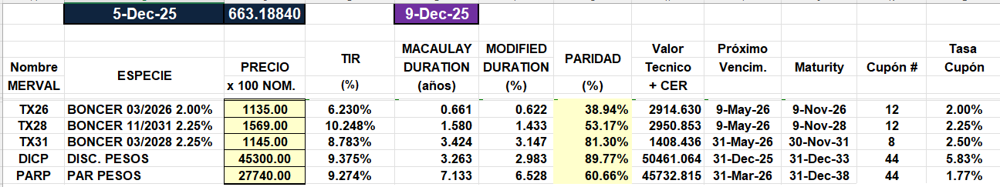 5-Dec-25 663.18840 9-Dec-25
MACAULAY MODIFIED Valor Próximo Tasa
TIR
Nombre DURATION DURATION PARIDAD Tecnico Vencim. Maturity Cupón # Cupón
ESPECIE PRECIO
MERVAL x 100 NOM. (%) (años) (%) (%) + CER
TX26 BONCER 03/2026 2.00% 1135.00 6.230% 0.661 0.622 38.94% 2914.630 9-May-26 9-Nov-26 12 2.00%
TX28 BONCER 11/2031 2.25% 1569.00 10.248% 1.580 1.433 53.17% 2950.853 9-May-26 9-Nov-28 12 2.25%
TX31 BONCER 03/2028 2.25% 1145.00 8.783% 3.424 3.147 81.30% 1408.436 31-May-26 30-Nov-31 8 2.50%
DICP DISC. PESOS 45300.00 9.375% 3.263 2.983 89.77% 50461.064 31-Dec-25 31-Dec-33 44 5.83%
PARP PAR PESOS 27740.00 9.274% 7.133 6.528 60.66% 45732.815 31-Mar-26 31-Dec-38 44 1.77%